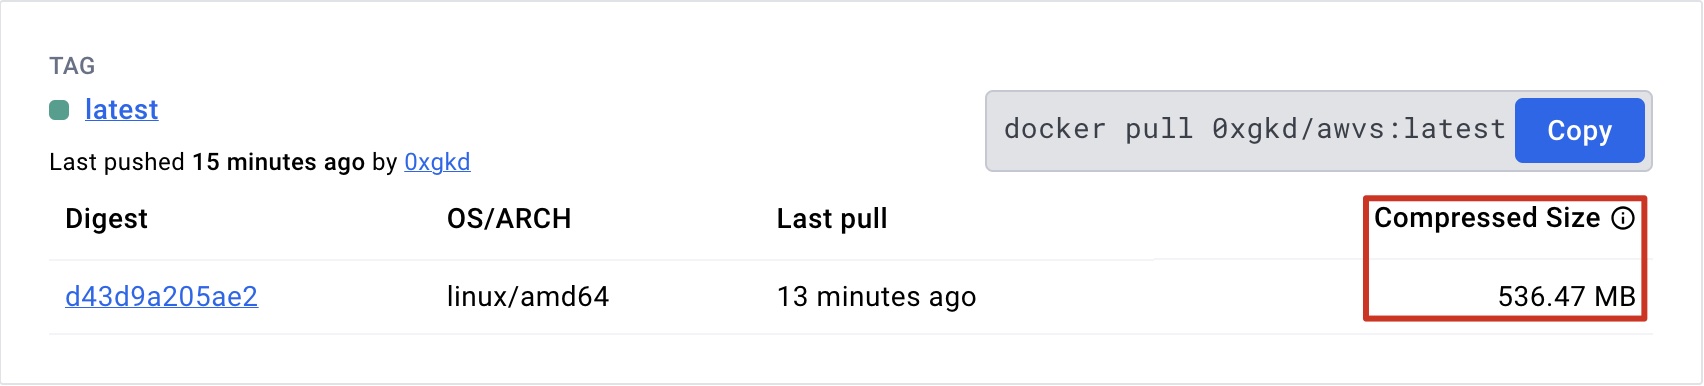 TAG
latest
docker pull 0xgkd/awvs:latest Copy
Last pushed 15 minutes ago by 0xgkd
Digest OS/ARCH Last pull Compressed Size
d43d9a205ae2 linux/amd64 13 minutes ago 536.47 MB